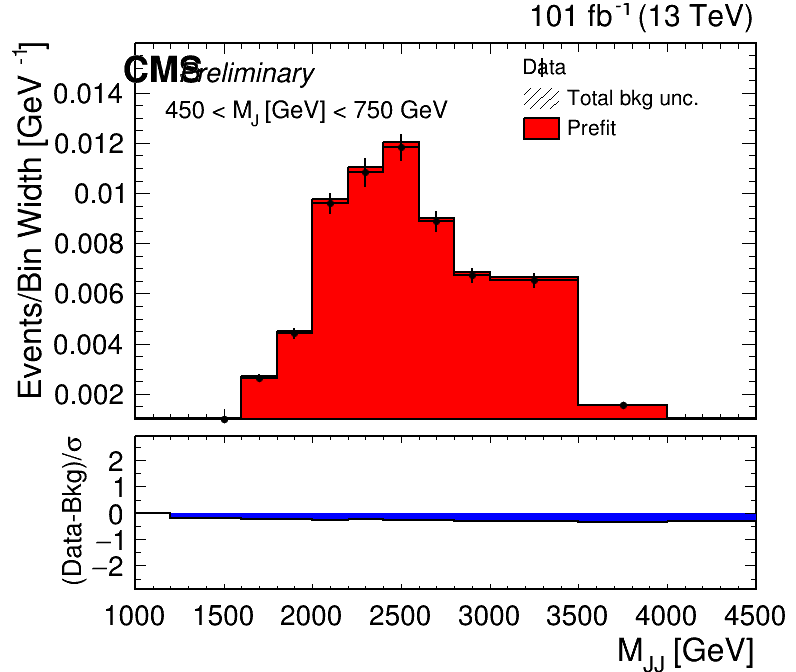 101 fb⁻¹ (13 TeV)
CMS Preliminary
450 < M_J [GeV] < 750 GeV
Data
Total bkg unc.
Prefit
Events/Bin Width [GeV⁻¹]
0.014
0.012
0.01
0.008
0.006
0.004
0.002
(Data-Bkg)/σ
2
1
0
−1
−2
1000 1500 2000 2500 3000 3500 4000 4500
M_JJ [GeV]